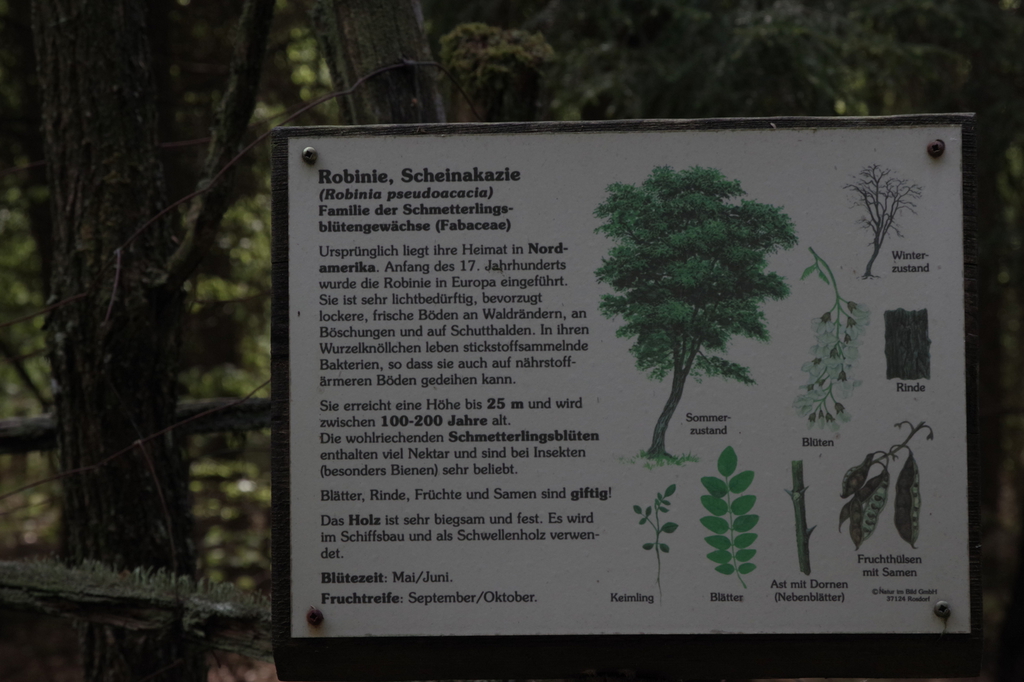 Robinie, Scheinakazie
(Robinia pseudoacacia)
Familie der Schmetterlings-
blütengewächse (Fabaceae)
Ursprünglich liegt ihre Heimat in Nord-
amerika. Anfang des 17. Jahrhunderts
wurde die Robinie in Europa eingeführt.
Sie ist sehr lichtbedürftig, bevorzugt
lockere, frische Böden an Waldrändern, an
Böschungen und auf Schutthalden. In ihren
Wurzelknöllchen leben stickstoffsammelnde
Bakterien, so dass sie auch auf nährstoff-
ärmeren Böden gedeihen kann.
Sie erreicht eine Höhe bis 25 m und wird
zwischen 100-200 Jahre alt.
Die wohlriechenden Schmetterlingsblüten
enthalten viel Nektar und sind bei Insekten
(besonders Bienen) sehr beliebt.
Blätter, Rinde, Früchte und Samen sind giftig!
Das Holz ist sehr biegsam und fest. Es wird
im Schiffsbau und als Schwellenholz verwen-
det.
Blütezeit: Mai/Juni.
Fruchtreife: September/Oktober.
Sommer-
zustand
Winter-
zustand
Rinde
Blüten
Keimling
Blätter
Ast mit Dornen
(Nebenblätter)
Fruchthülsen
mit Samen
© Natur im Bild GmbH
37124 Rosdorf